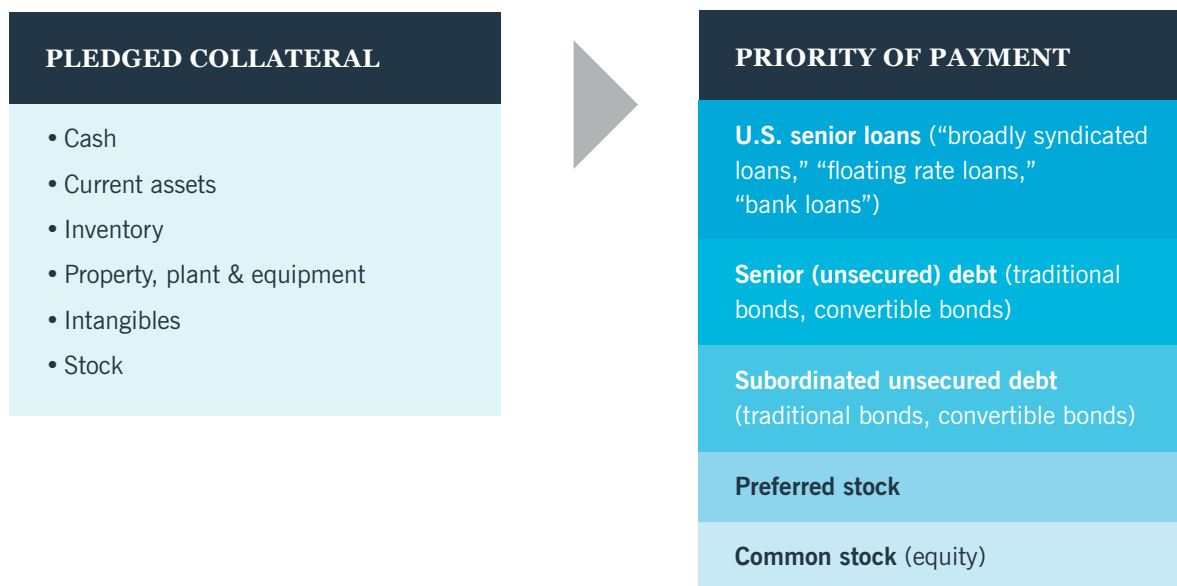 PLEDGED COLLATERAL
• Cash
• Current assets
• Inventory
• Property, plant & equipment
• Intangibles
• Stock
PRIORITY OF PAYMENT
U.S. senior loans (“broadly syndicated
loans,” “floating rate loans,”
“bank loans”)
Senior (unsecured) debt (traditional
bonds, convertible bonds)
Subordinated unsecured debt
(traditional bonds, convertible bonds)
Preferred stock
Common stock (equity)